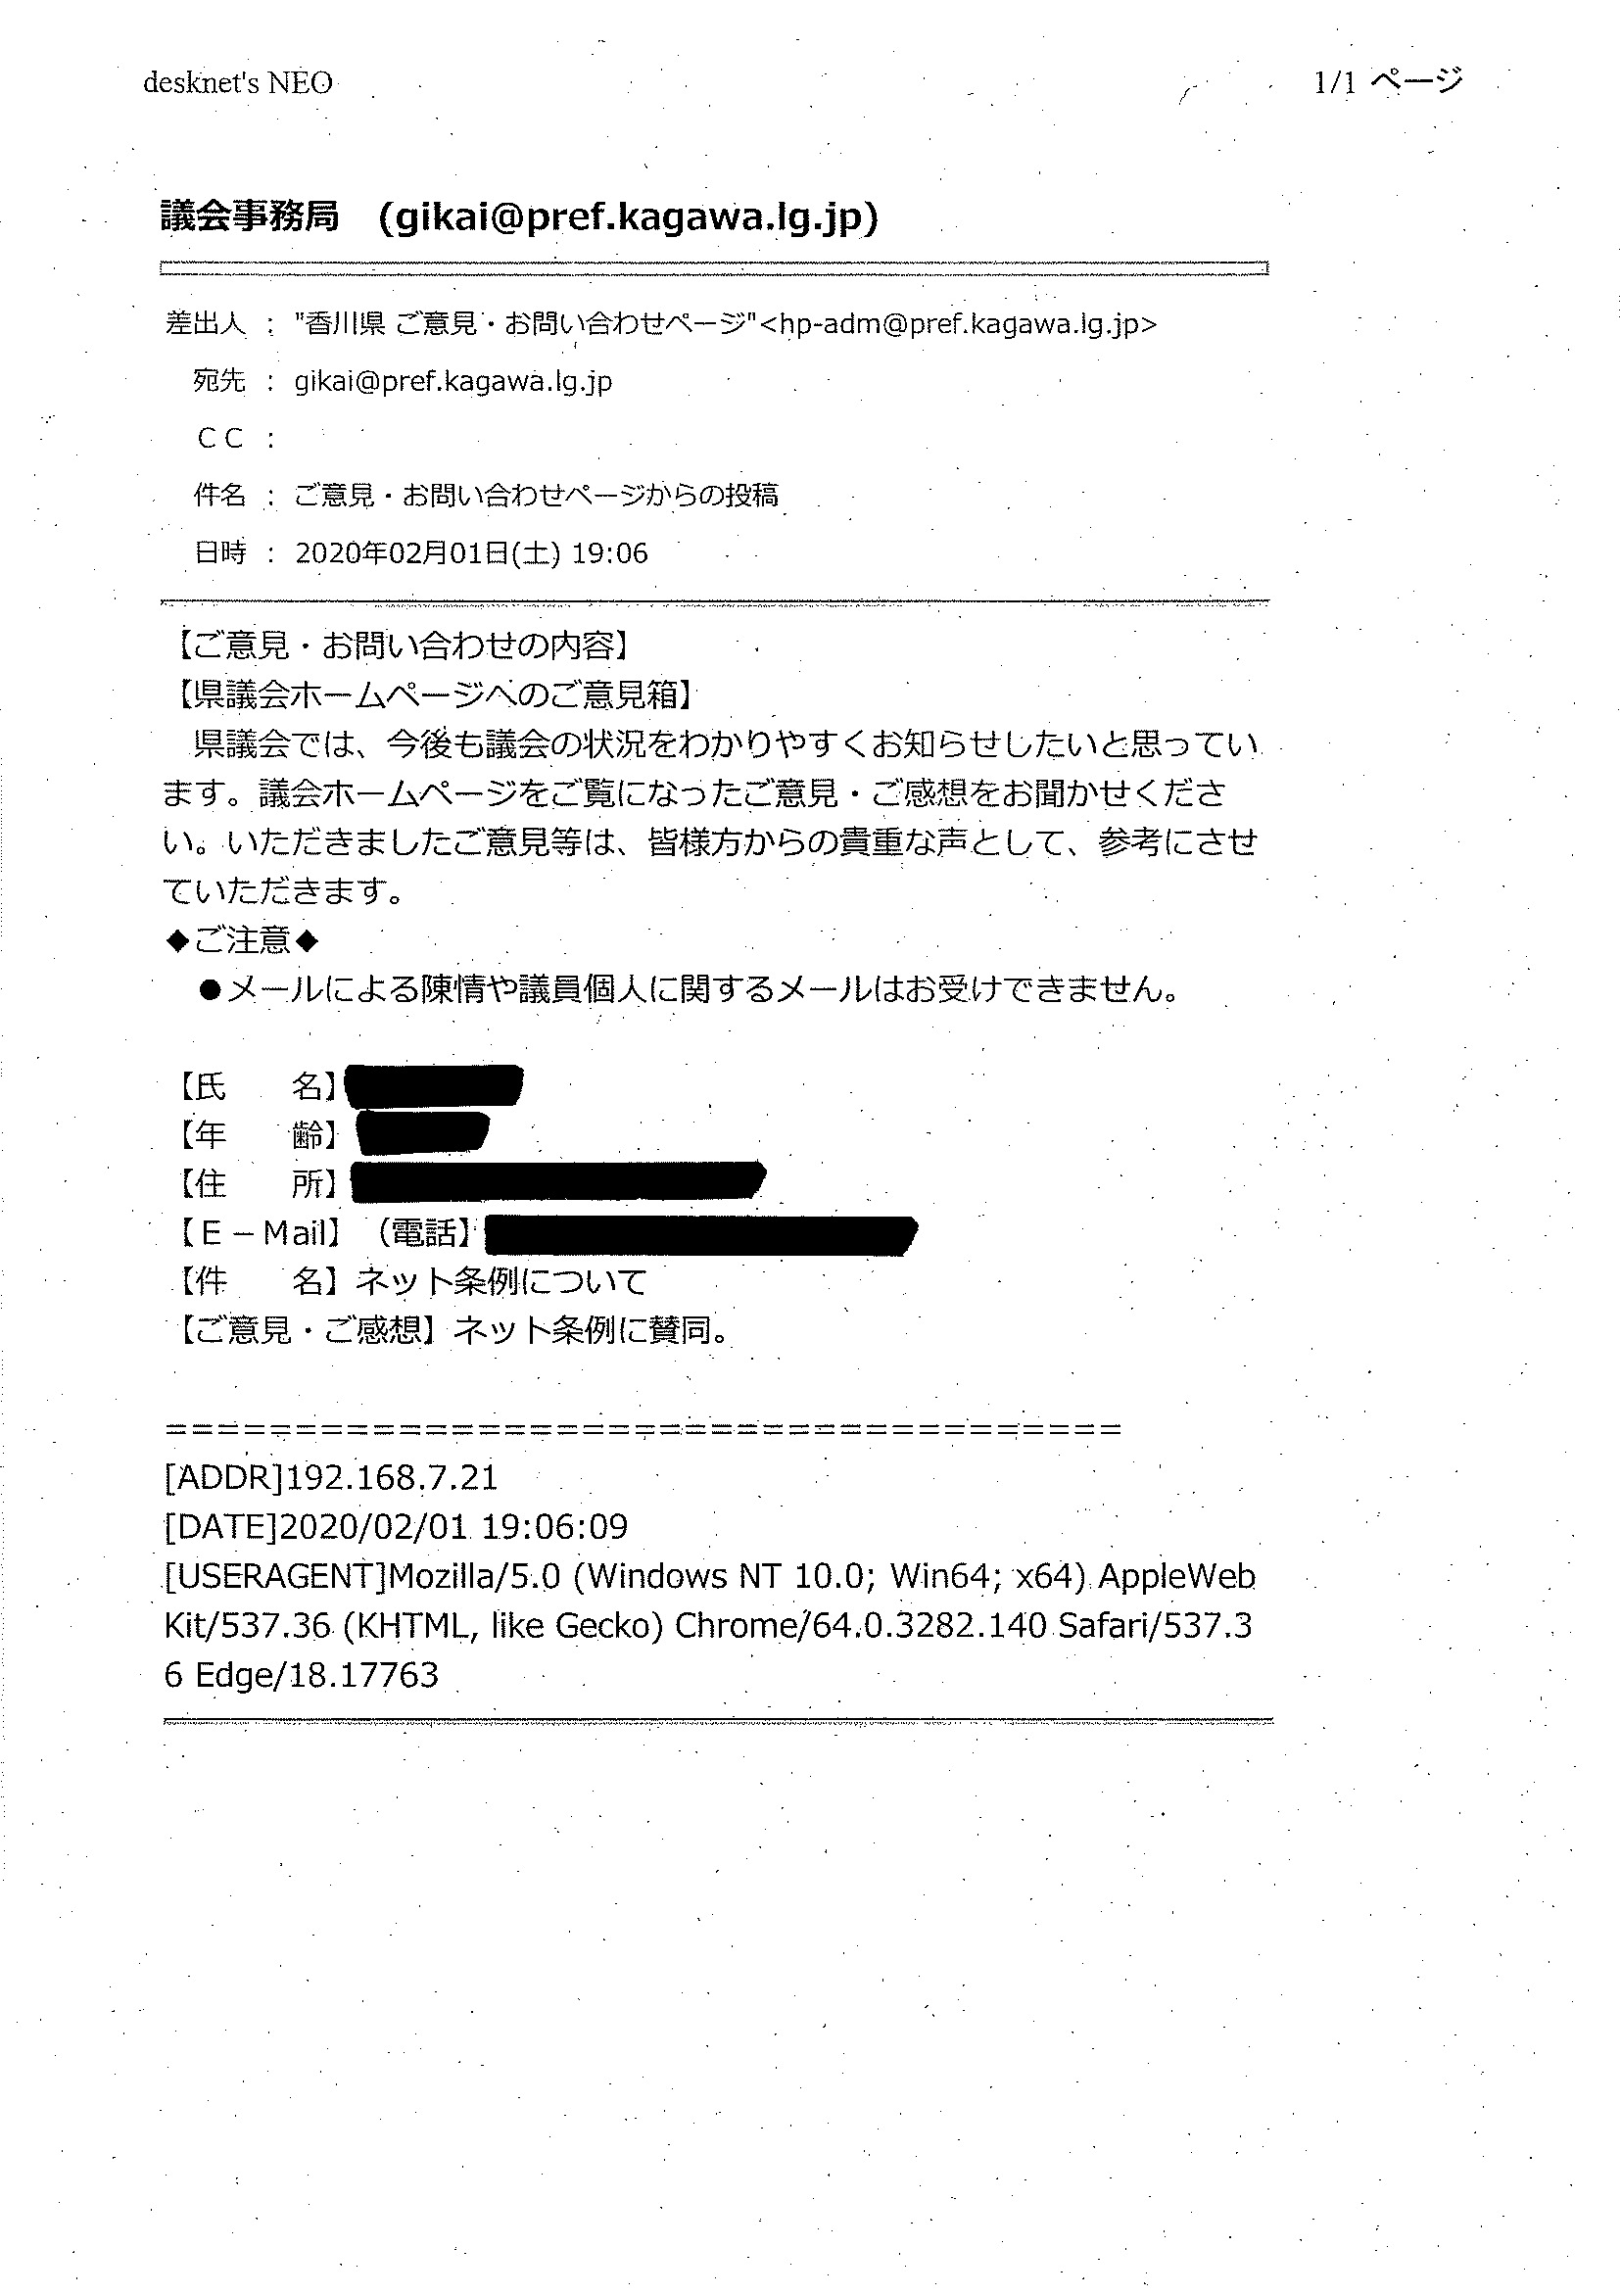 desknet's NEO
1/1 ページ
議会事務局　(gikai@pref.kagawa.lg.jp)
差出人 : "香川県 ご意見・お問い合わせページ"<hp-adm@pref.kagawa.lg.jp>
宛先 : gikai@pref.kagawa.lg.jp
ＣＣ :
件名 : ご意見・お問い合わせページからの投稿
日時 : 2020年02月01日(土) 19:06
【ご意見・お問い合わせの内容】
【県議会ホームページへのご意見箱】
　県議会では、今後も議会の状況をわかりやすくお知らせしたいと思ってい
ます。議会ホームページをご覧になったご意見・ご感想をお聞かせくださ
い。いただきましたご意見等は、皆様方からの貴重な声として、参考にさせ
ていただきます。
◆ご注意◆
　●メールによる陳情や議員個人に関するメールはお受けできません。
【氏　　名】
【年　　齢】
【住　　所】
【Ｅ－Mail】（電話】
【件　　名】ネット条例について
【ご意見・ご感想】ネット条例に賛同。
=====================================
[ADDR]192.168.7.21
[DATE]2020/02/01 19:06:09
[USERAGENT]Mozilla/5.0 (Windows NT 10.0; Win64; x64) AppleWeb
Kit/537.36 (KHTML, like Gecko) Chrome/64.0.3282.140 Safari/537.3
6 Edge/18.17763